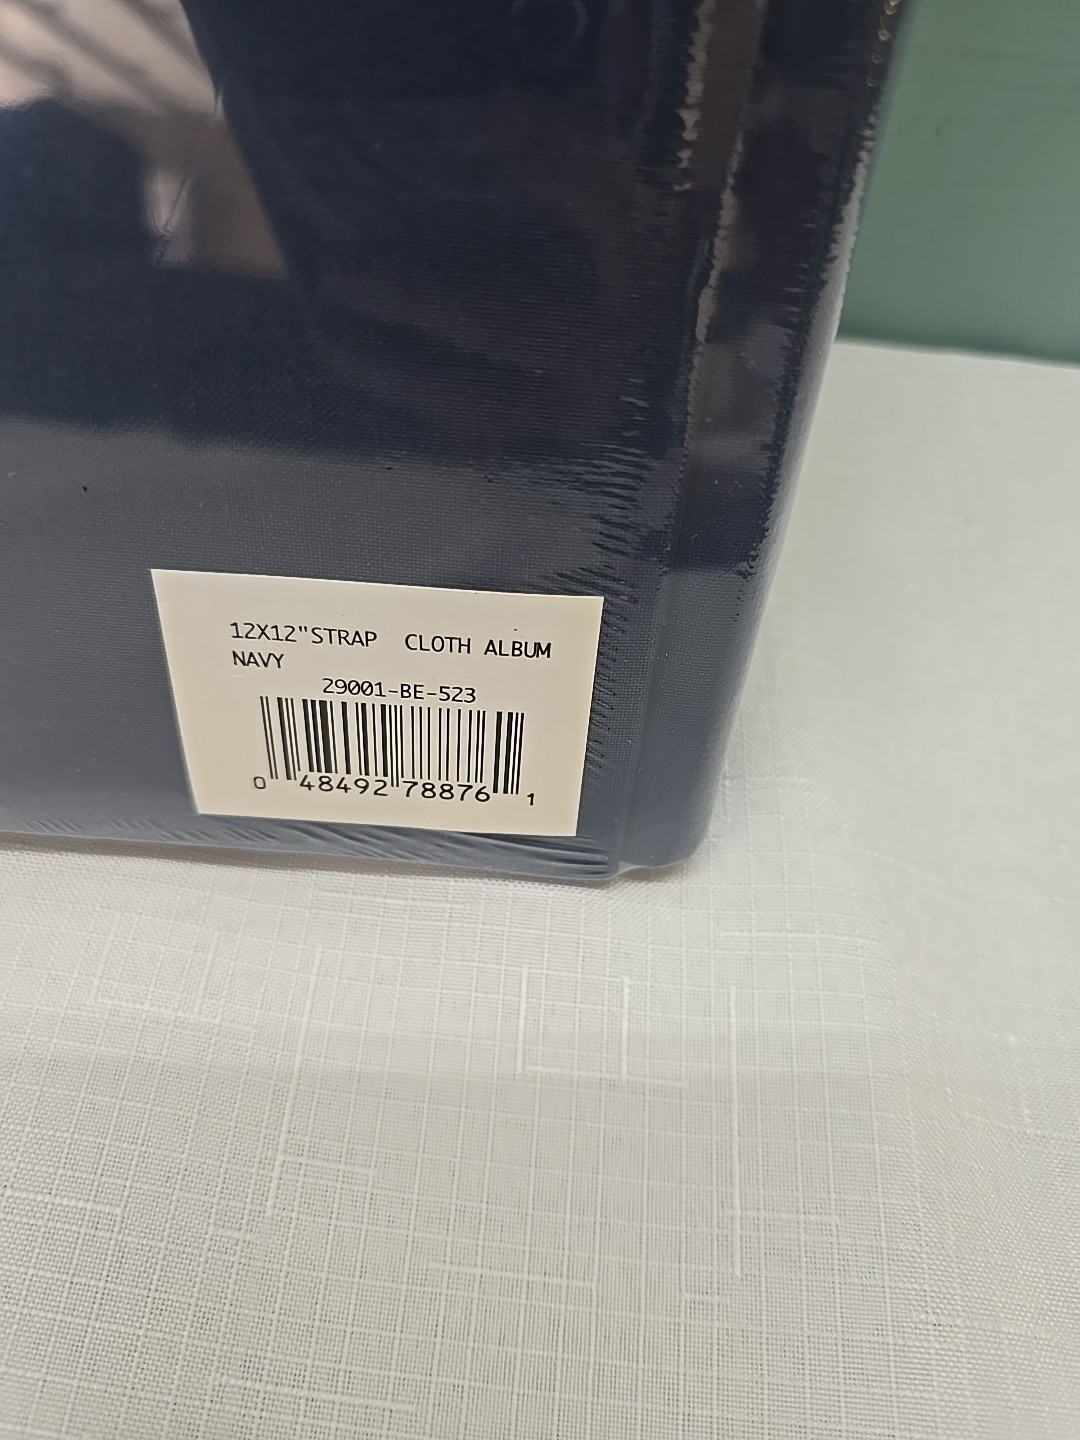 12X12"STRAP  CLOTH ALBUM
NAVY
29001-BE-523
0 48492 78876 1